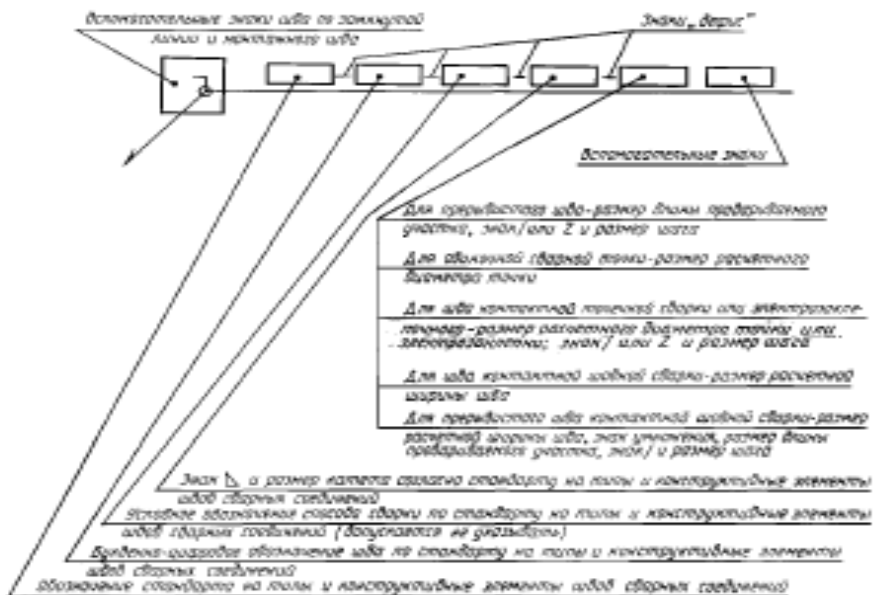 Вспомогательные знаки шва по замкнутой
линии и монтажного шва
Знаки „дефис"
Вспомогательные знаки
Для прерывистого шва-размер длины провариваемого
участка, знак / или Z и размер шага
Для одиночной сварной точки-размер расчетного
диаметра точки
Для шва контактной точечной сварки или электрозакле-
почного-размер расчетного диаметра точки или
электрозаклепки; знак / или Z и размер шага
Для шва контактной шовной сварки-размер расчетной
ширины шва
Для прерывистого шва контактной шовной сварки-размер
расчетной ширины шва, знак умножения, размер длины
провариваемого участка, знак / и размер шага
Знак ◺ и размер катета согласно стандарту на типы и конструктивные элементы
швов сварных соединений
Условное обозначение способа сварки по стандарту на типы и конструктивные элементы
швов сварных соединений (допускается не указывать)
Буквенно-цифровое обозначение шва по стандарту на типы и конструктивные элементы
швов сварных соединений
Обозначение стандарта на типы и конструктивные элементы швов сварных соединений